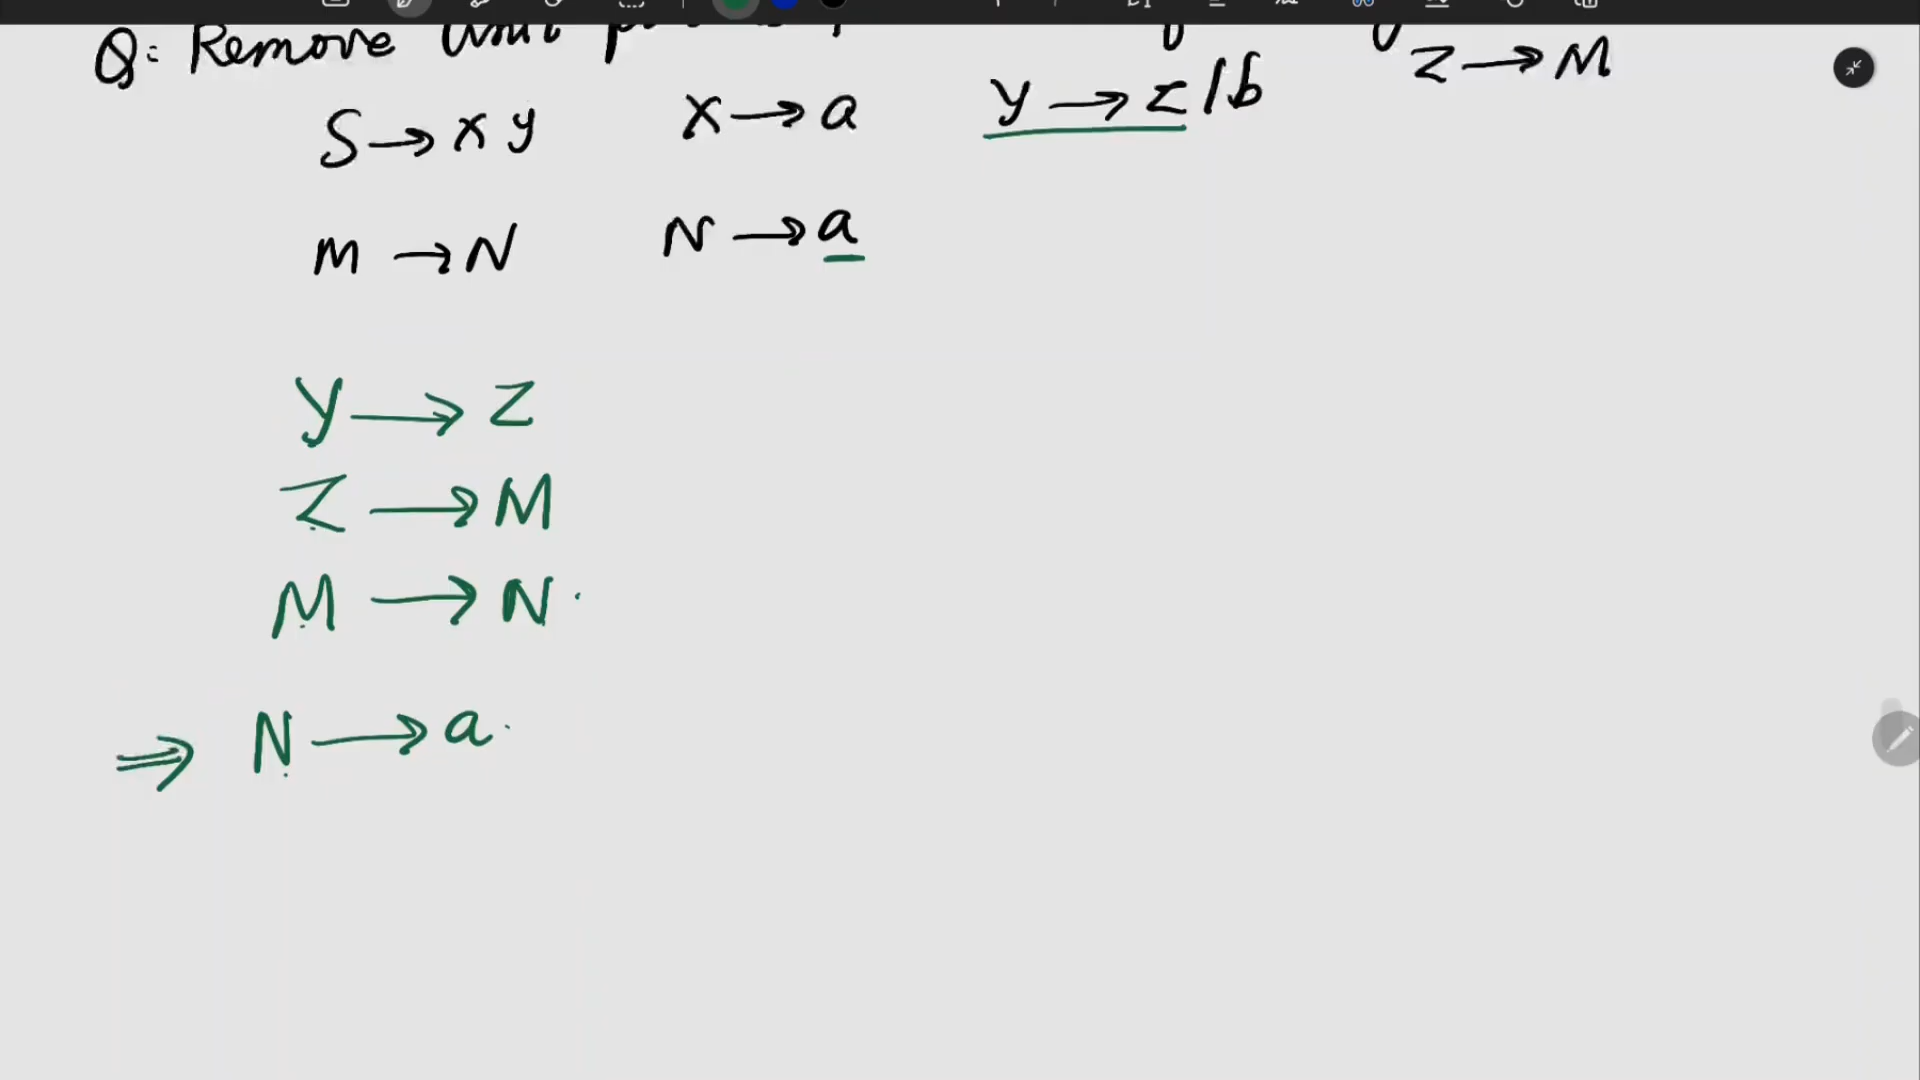 Q: Remove
S → X Y X → a Y → Z / b Z → M
M → N N → a
Y → Z
Z → M
M → N .
⇒ N → a .